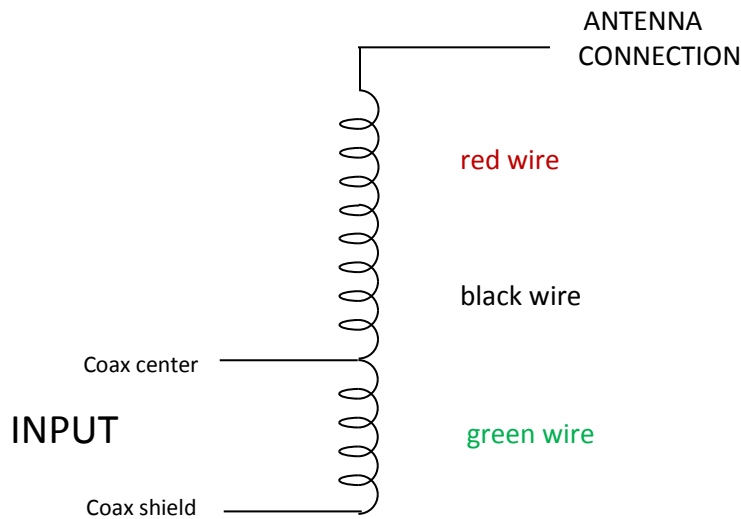 ANTENNA
CONNECTION
red wire
black wire
Coax center
INPUT
green wire
Coax shield